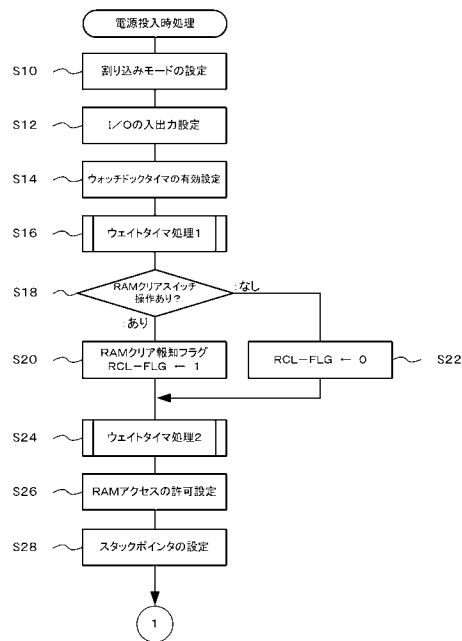 電源投入時処理
S10
割り込みモードの設定
S12
I/Oの入出力設定
S14
ウォッチドックタイマの有効設定
S16
ウェイトタイマ処理1
S18
RAMクリアスイッチ
操作あり?
:なし
:あり
S20
RAMクリア報知フラグ
RCL-FLG ← 1
RCL-FLG ← 0
S22
S24
ウェイトタイマ処理2
S26
RAMアクセスの許可設定
S28
スタックポインタの設定
1